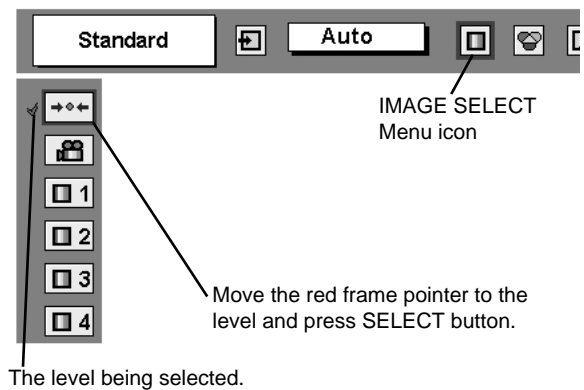 Standard
Auto
IMAGE SELECT
Menu icon
1
2
3
4
Move the red frame pointer to the
level and press SELECT button.
The level being selected.